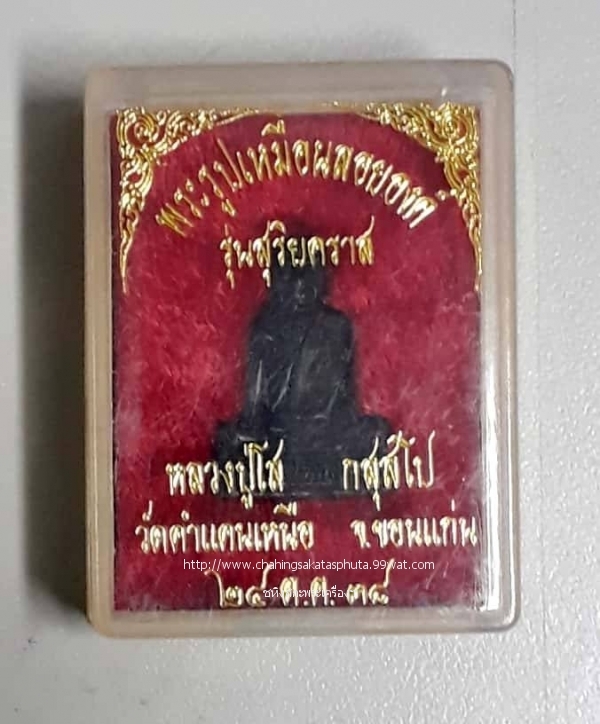 พระรูปเหมือนลอยองค์
รุ่นสุริยคราส
หลวงปู่โส กสฺสโป
วัดคำแคนเหนือ จ.ขอนแก่น
http://www.chahingsakatasphuta.99wat.com/
๒๔ ต.ค. ๓๘